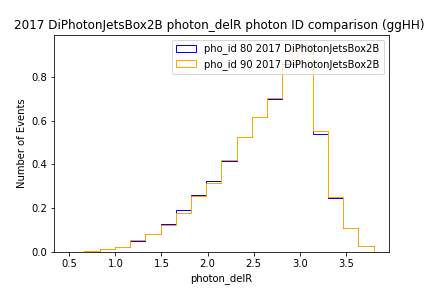 2017 DiPhotonJetsBox2B photon_delR photon ID comparison (ggHH)
pho_id 80 2017 DiPhotonJetsBox2B
pho_id 90 2017 DiPhotonJetsBox2B
Number of Events
0.8
0.6
0.4
0.2
0.0
0.5 1.0 1.5 2.0 2.5 3.0 3.5
photon_delR